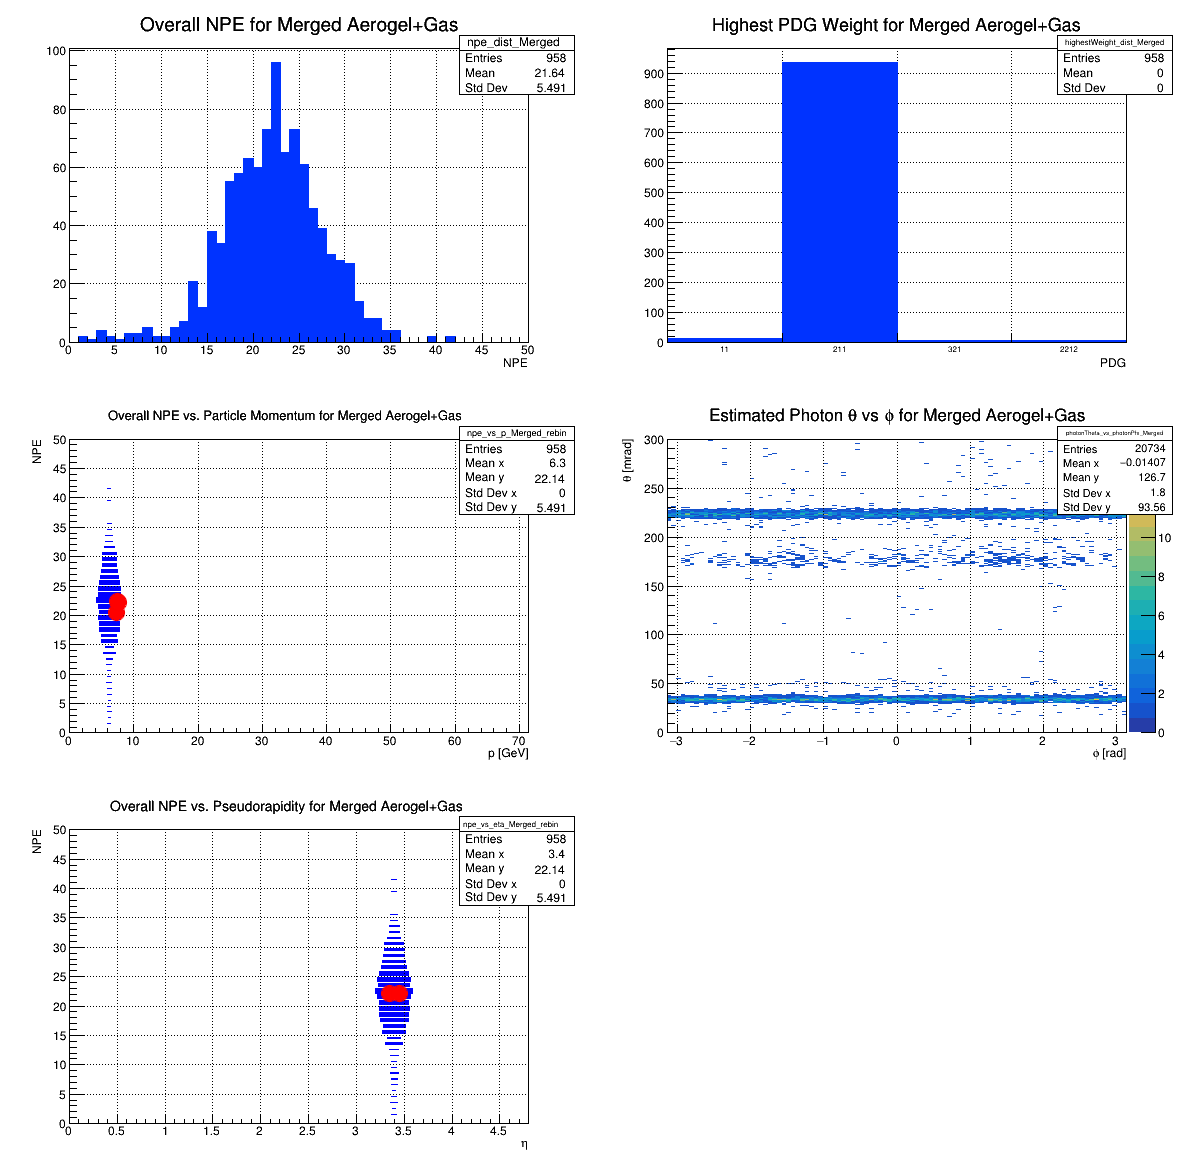 Overall NPE for Merged Aerogel+Gas
npe_dist_Merged
Entries 958
Mean 21.64
Std Dev 5.491
100
80
60
40
20
0
0 5 10 15 20 25 30 35 40 45 50
NPE
Highest PDG Weight for Merged Aerogel+Gas
highestWeight_dist_Merged
Entries 958
Mean 0
Std Dev 0
900
800
700
600
500
400
300
200
100
0
11 211 321 2212
PDG
Overall NPE vs. Particle Momentum for Merged Aerogel+Gas
npe_vs_p_Merged_rebin
Entries 958
Mean x 6.3
Mean y 22.14
Std Dev x 0
Std Dev y 5.491
NPE
50
45
40
35
30
25
20
15
10
5
0
0 10 20 30 40 50 60 70
p [GeV]
Estimated Photon θ vs ϕ for Merged Aerogel+Gas
photonTheta_vs_photonPhi_Merged
Entries 20734
Mean x −0.01407
Mean y 126.7
Std Dev x 1.8
Std Dev y 93.56
θ [mrad]
300
250
200
150
100
50
0
−3 −2 −1 0 1 2 3
ϕ [rad]
10
8
6
4
2
0
Overall NPE vs. Pseudorapidity for Merged Aerogel+Gas
npe_vs_eta_Merged_rebin
Entries 958
Mean x 3.4
Mean y 22.14
Std Dev x 0
Std Dev y 5.491
NPE
50
45
40
35
30
25
20
15
10
5
0
0 0.5 1 1.5 2 2.5 3 3.5 4 4.5
η